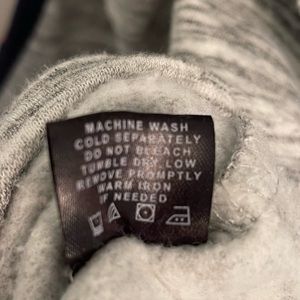 MACHINE WASH
COLD SEPARATELY
DO NOT BLEACH
TUMBLE DRY, LOW
REMOVE PROMPTLY
WARM IRON
IF NEEDED